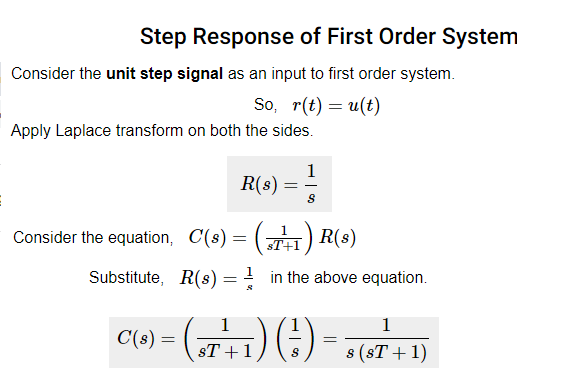 Step Response of First Order System
Consider the unit step signal as an input to first order system.
So, r(t) = u(t)
Apply Laplace transform on both the sides.
R(s) = 1/s
Consider the equation, C(s) = (1/(sT+1)) R(s)
Substitute, R(s) = 1/s in the above equation.
C(s) = (1/(sT + 1)) (1/s) = 1/(s (sT + 1))